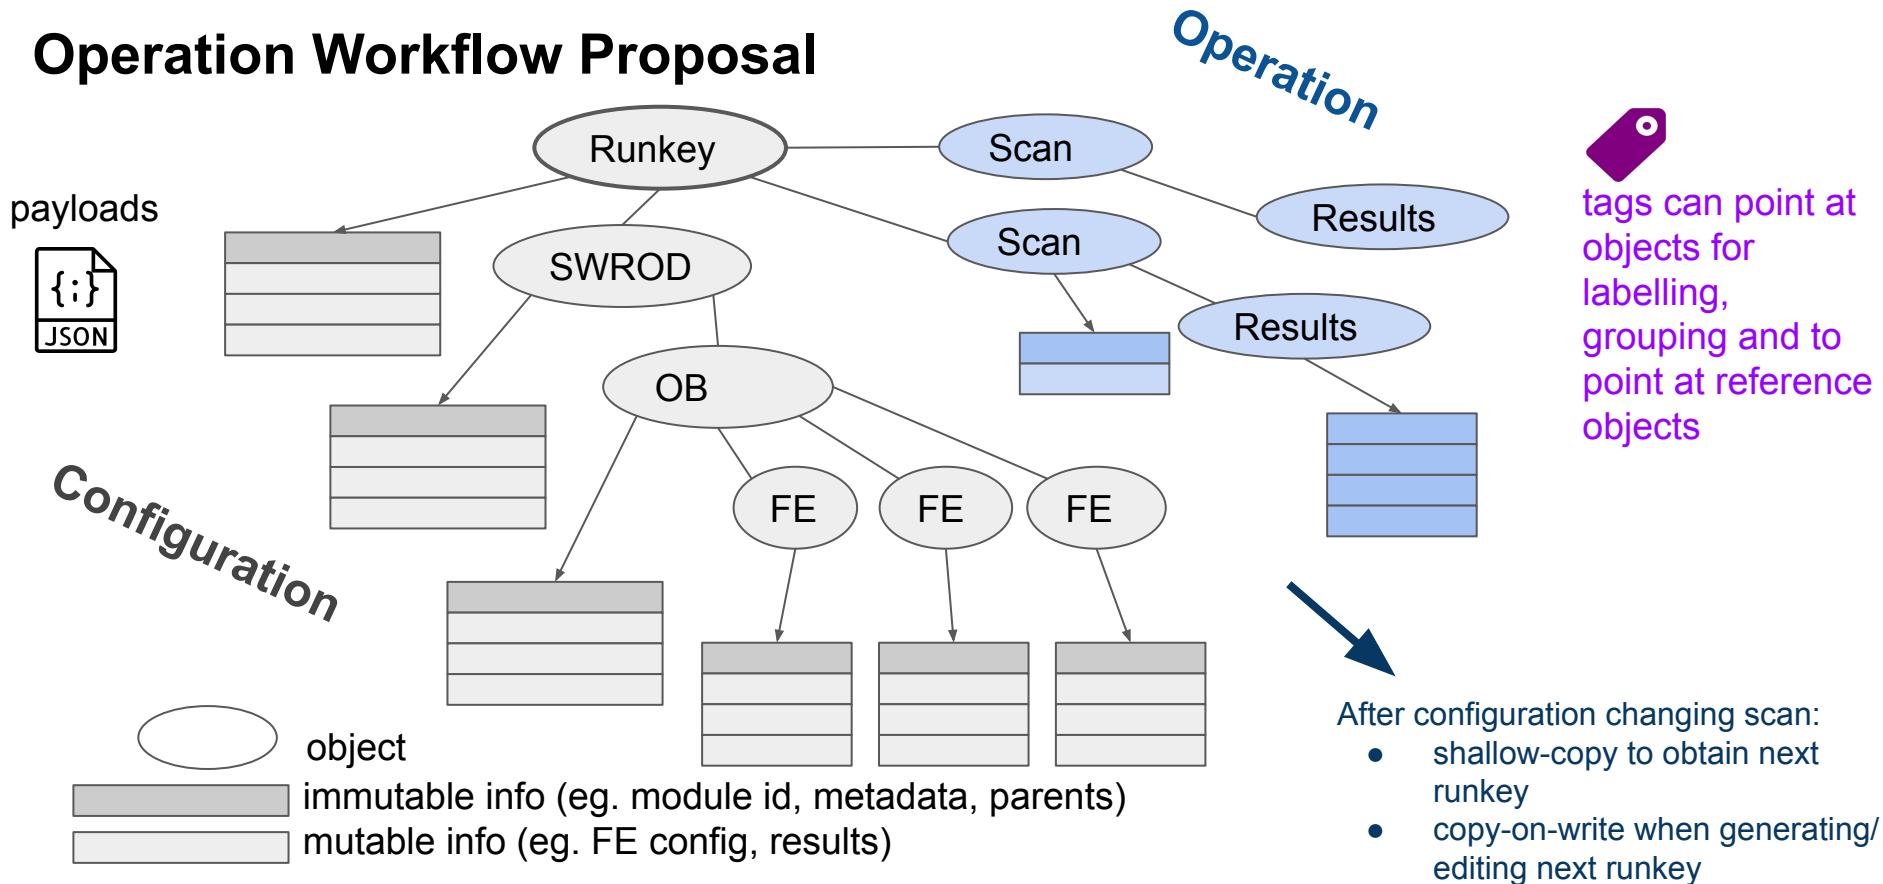 Operation Workflow Proposal
Operation
Runkey
Scan
payloads
{;}
JSON
Results
Scan
SWROD
Results
tags can point at
objects for
labelling,
grouping and to
point at reference
objects
OB
Configuration
FE
FE
FE
object
immutable info (eg. module id, metadata, parents)
mutable info (eg. FE config, results)
After configuration changing scan:
● shallow-copy to obtain next
runkey
● copy-on-write when generating/
editing next runkey